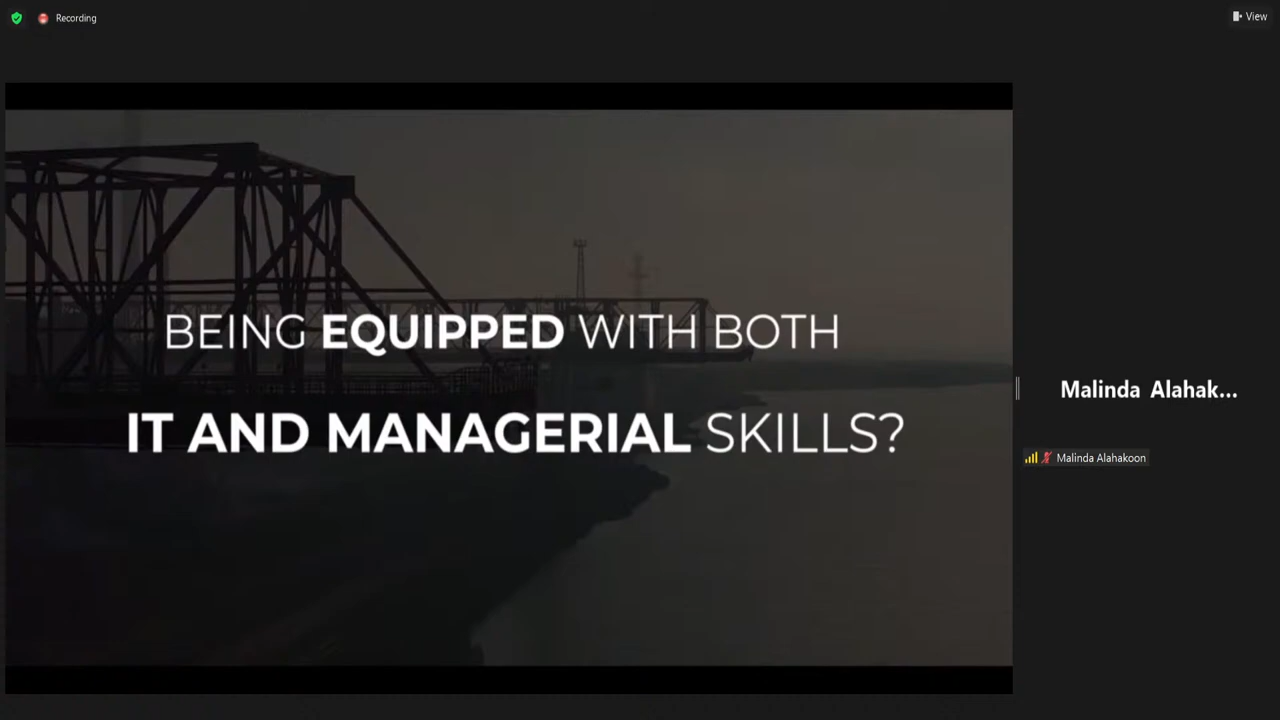 Recording
View
BEING EQUIPPED WITH BOTH
IT AND MANAGERIAL SKILLS?
Malinda Alahak...
Malinda Alahakoon